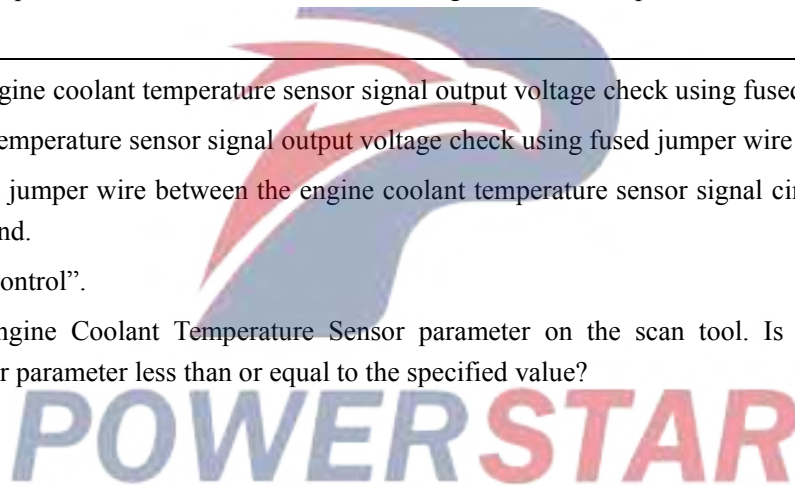 gine coolant temperature sensor signal output voltage check using fused
emperature sensor signal output voltage check using fused jumper wire
jumper wire between the engine coolant temperature sensor signal cir
nd.
ontrol”.
ngine Coolant Temperature Sensor parameter on the scan tool. Is
r parameter less than or equal to the specified value?
POWERSTAR